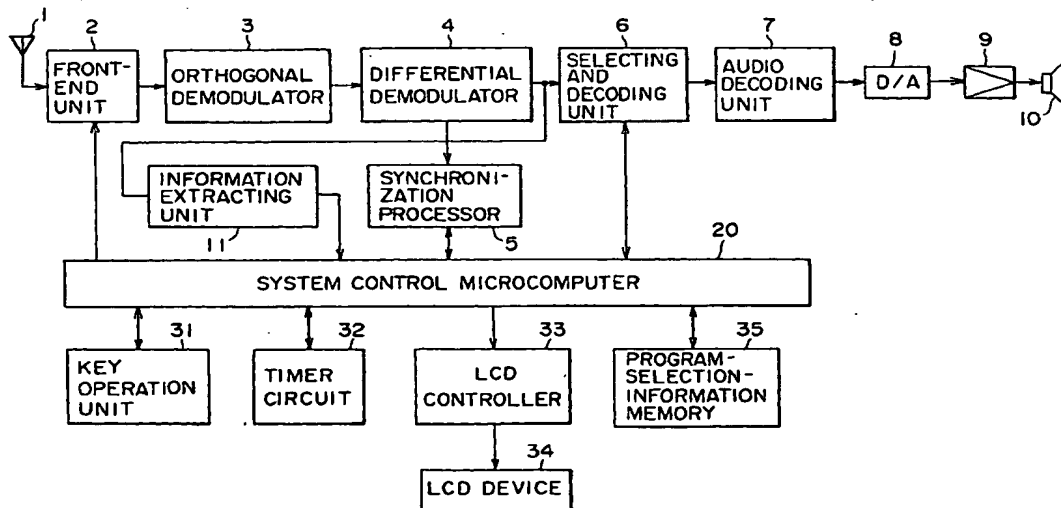 1
2
3
4
6
7
8
9
FRONT-
END
UNIT
ORTHOGONAL
DEMODULATOR
DIFFERENTIAL
DEMODULATOR
SELECTING
AND
DECODING
UNIT
AUDIO
DECODING
UNIT
D/A
10
INFORMATION
EXTRACTING
UNIT
11
SYNCHRONI-
ZATION
PROCESSOR
5
20
SYSTEM CONTROL MICROCOMPUTER
31
32
33
35
KEY
OPERATION
UNIT
TIMER
CIRCUIT
LCD
CONTROLLER
PROGRAM-
SELECTION-
INFORMATION
MEMORY
34
LCD DEVICE